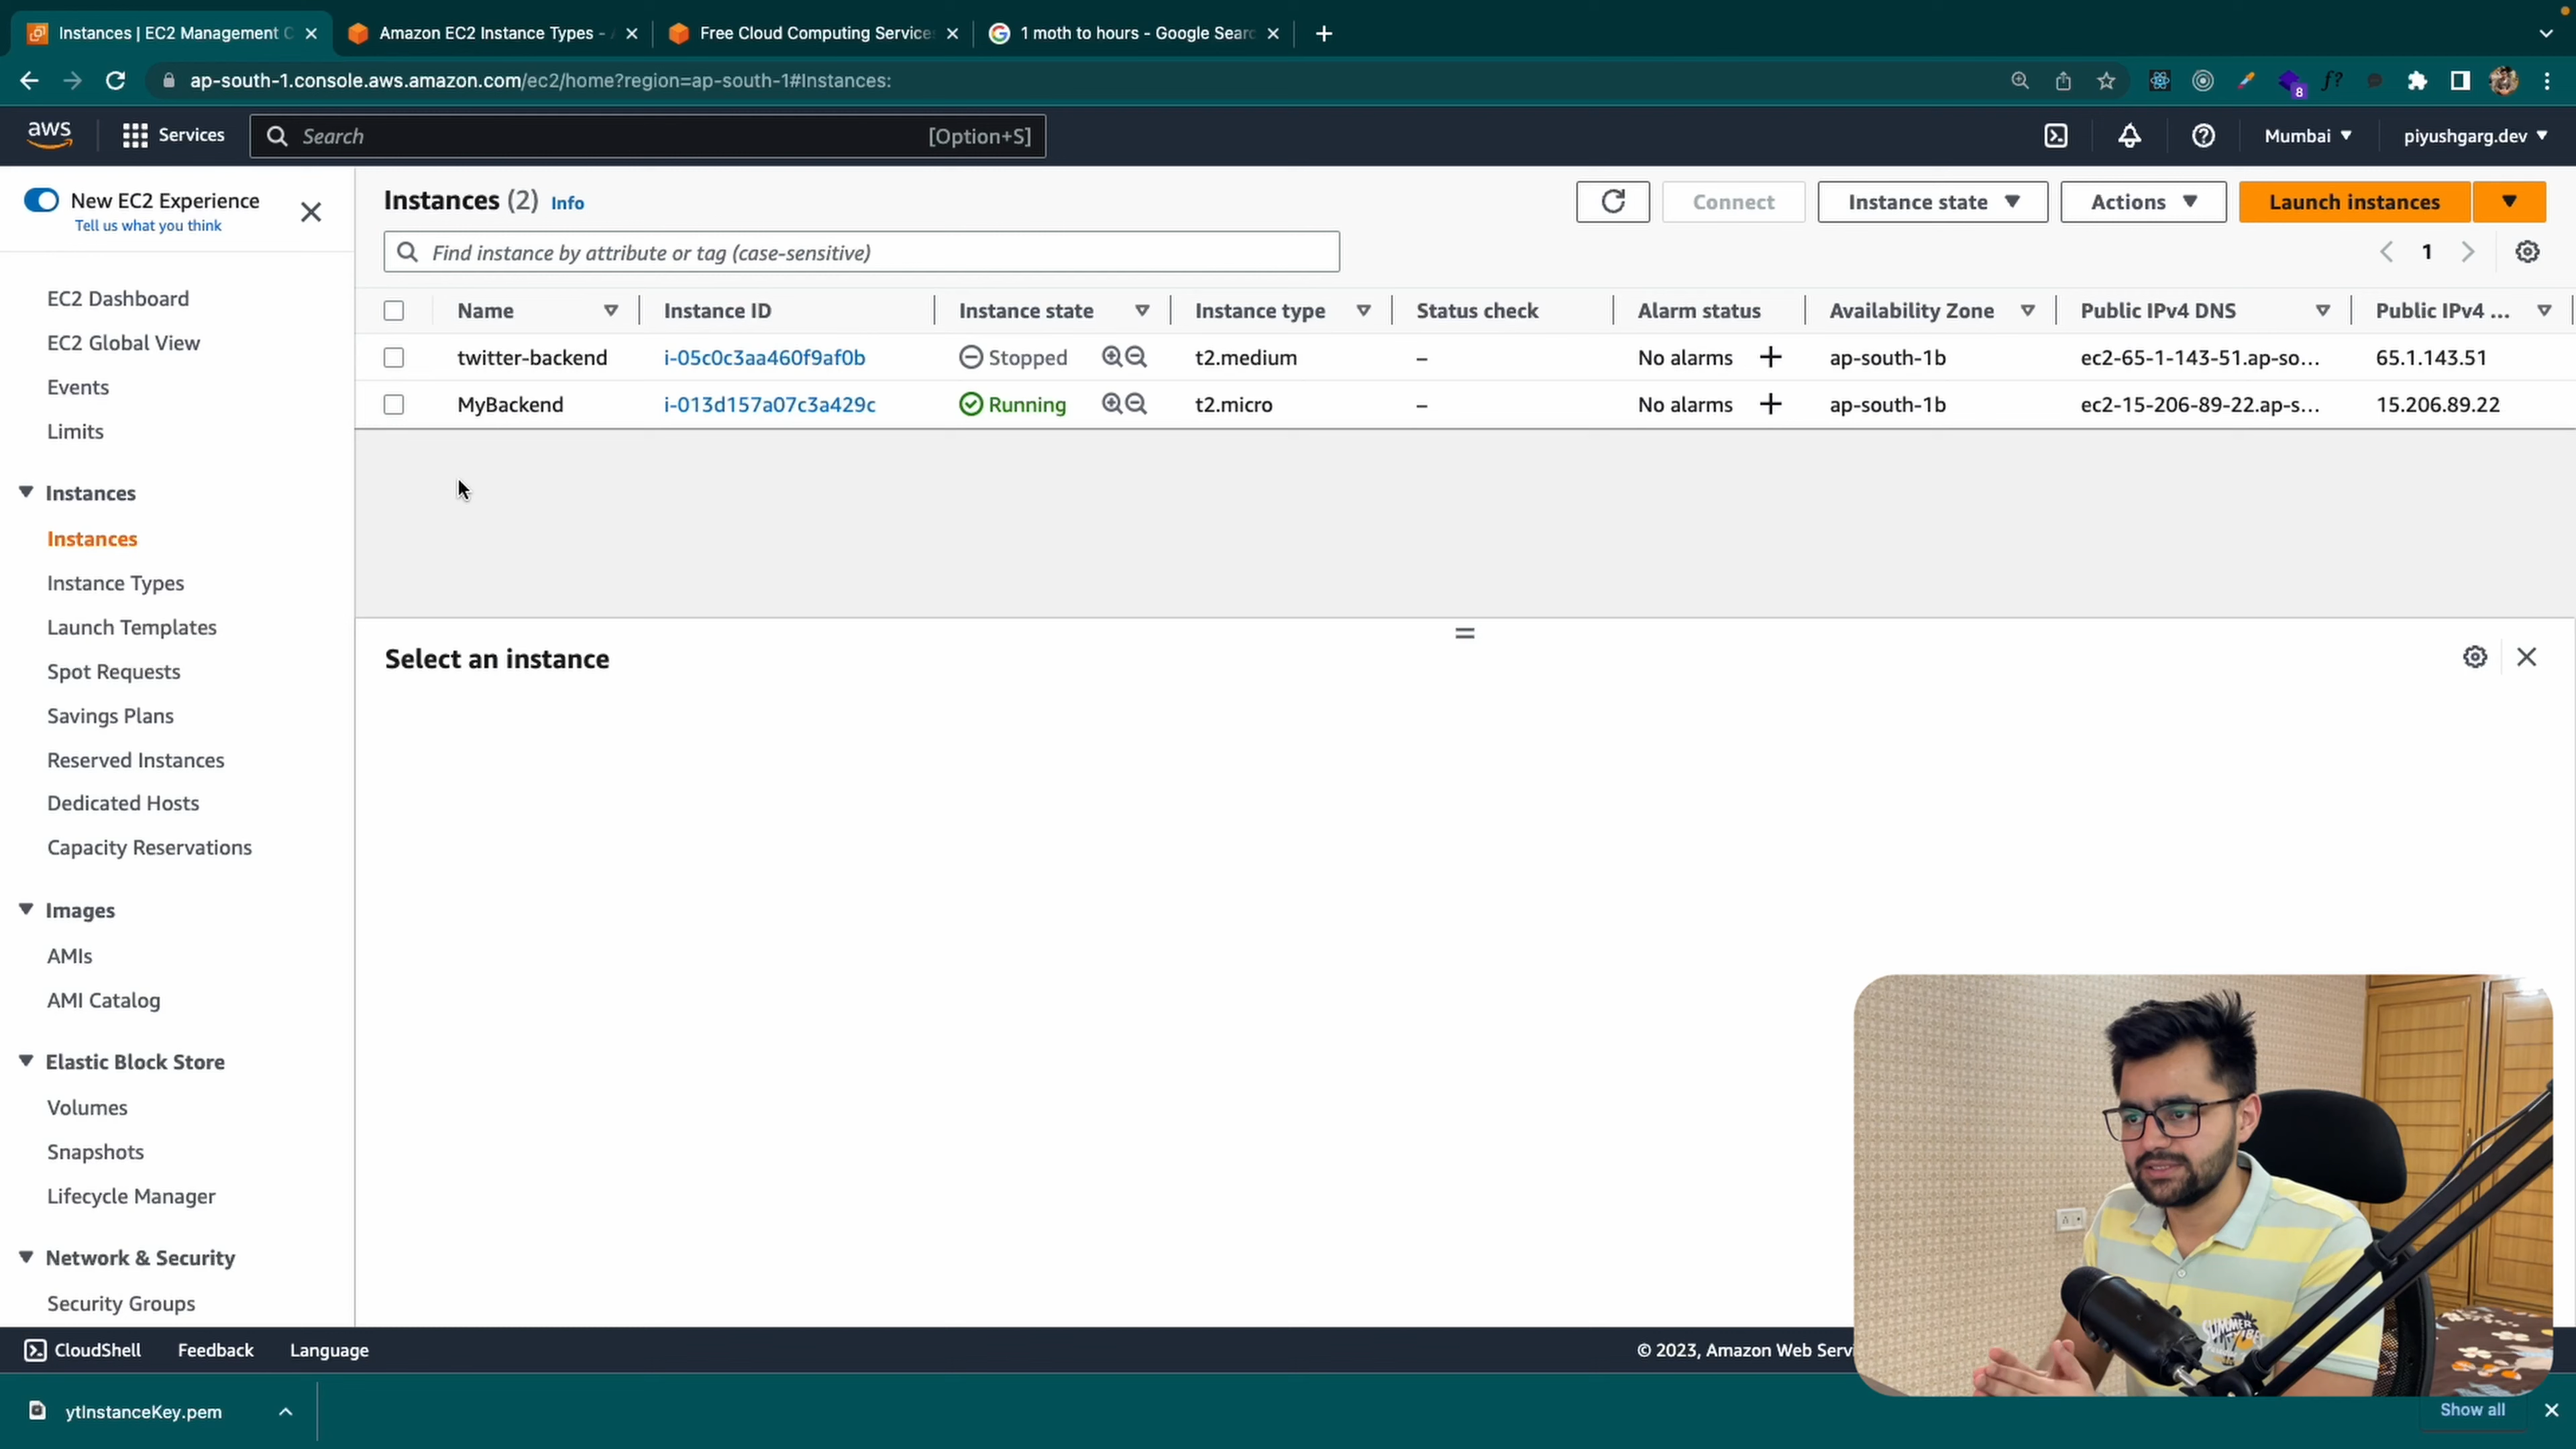 Instances | EC2 Management C
Amazon EC2 Instance Types - A
Free Cloud Computing Service
1 moth to hours - Google Sear
ap-south-1.console.aws.amazon.com/ec2/home?region=ap-south-1#Instances:
8
aws
Services
Search
[Option+S]
Mumbai
piyushgarg.dev
New EC2 Experience
Tell us what you think
EC2 Dashboard
EC2 Global View
Events
Limits
Instances
Instances
Instance Types
Launch Templates
Spot Requests
Savings Plans
Reserved Instances
Dedicated Hosts
Capacity Reservations
Images
AMIs
AMI Catalog
Elastic Block Store
Volumes
Snapshots
Lifecycle Manager
Network & Security
Security Groups
Instances (2) Info
Connect
Instance state
Actions
Launch instances
Find instance by attribute or tag (case-sensitive)
1
Name Instance ID Instance state Instance type Status check Alarm status Availability Zone Public IPv4 DNS Public IPv4 ...
twitter-backend i-05c0c3aa460f9af0b Stopped t2.medium – No alarms + ap-south-1b ec2-65-1-143-51.ap-so... 65.1.143.51
MyBackend i-013d157a07c3a429c Running t2.micro – No alarms + ap-south-1b ec2-15-206-89-22.ap-s... 15.206.89.22
Select an instance
SUMMER
VIBE
CloudShell Feedback Language
© 2023, Amazon Web Servi
ytInstanceKey.pem
Show all